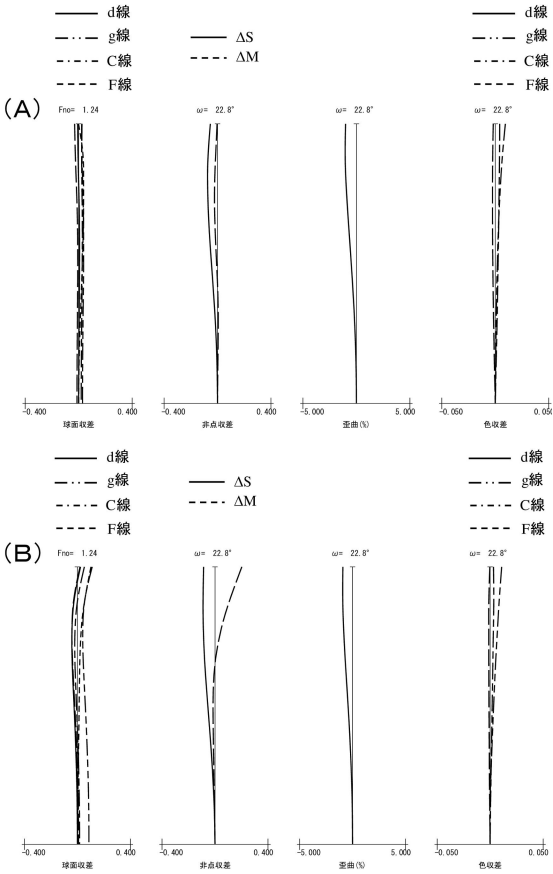 d線 d線
g線 ΔS g線
C線 ΔM C線
F線 F線
(A) Fno= 1.24 ω= 22.8° ω= 22.8° ω= 22.8°
-0.400 0.400 -0.400 0.400 -5.000 5.000 -0.050 0.050
球面収差 非点収差 歪曲(%) 色収差
d線 d線
g線 ΔS g線
C線 ΔM C線
F線 F線
(B) Fno= 1.24 ω= 22.8° ω= 22.8° ω= 22.8°
-0.400 0.400 -0.400 0.400 -5.000 5.000 -0.050 0.050
球面収差 非点収差 歪曲(%) 色収差